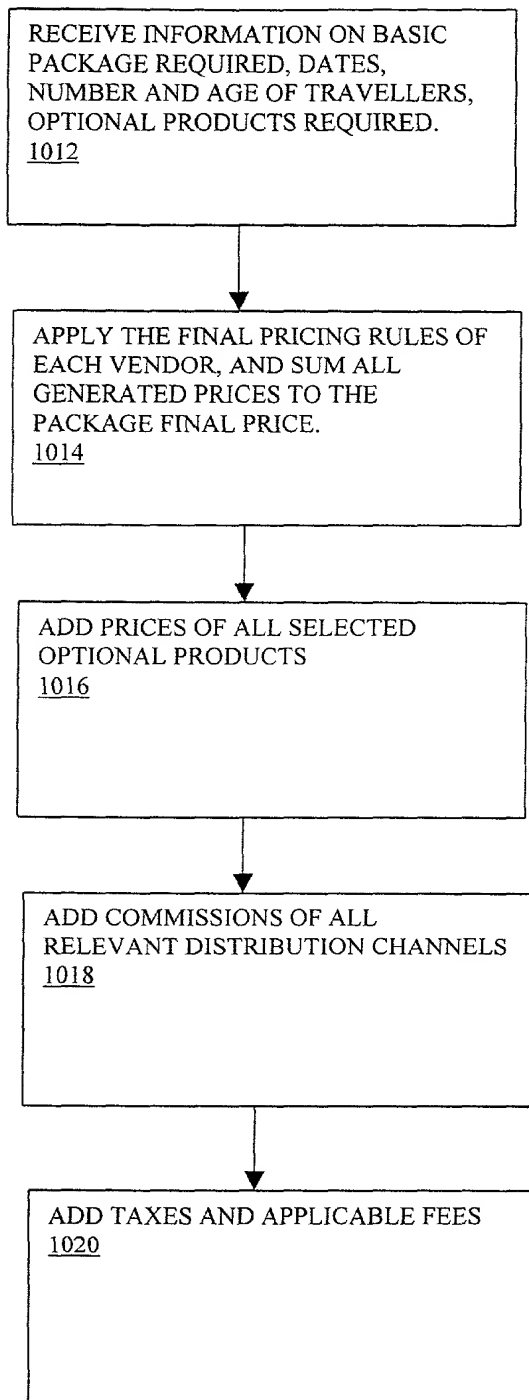 RECEIVE INFORMATION ON BASIC
PACKAGE REQUIRED, DATES,
NUMBER AND AGE OF TRAVELLERS,
OPTIONAL PRODUCTS REQUIRED.
1012
APPLY THE FINAL PRICING RULES OF
EACH VENDOR, AND SUM ALL
GENERATED PRICES TO THE
PACKAGE FINAL PRICE.
1014
ADD PRICES OF ALL SELECTED
OPTIONAL PRODUCTS
1016
ADD COMMISSIONS OF ALL
RELEVANT DISTRIBUTION CHANNELS
1018
ADD TAXES AND APPLICABLE FEES
1020